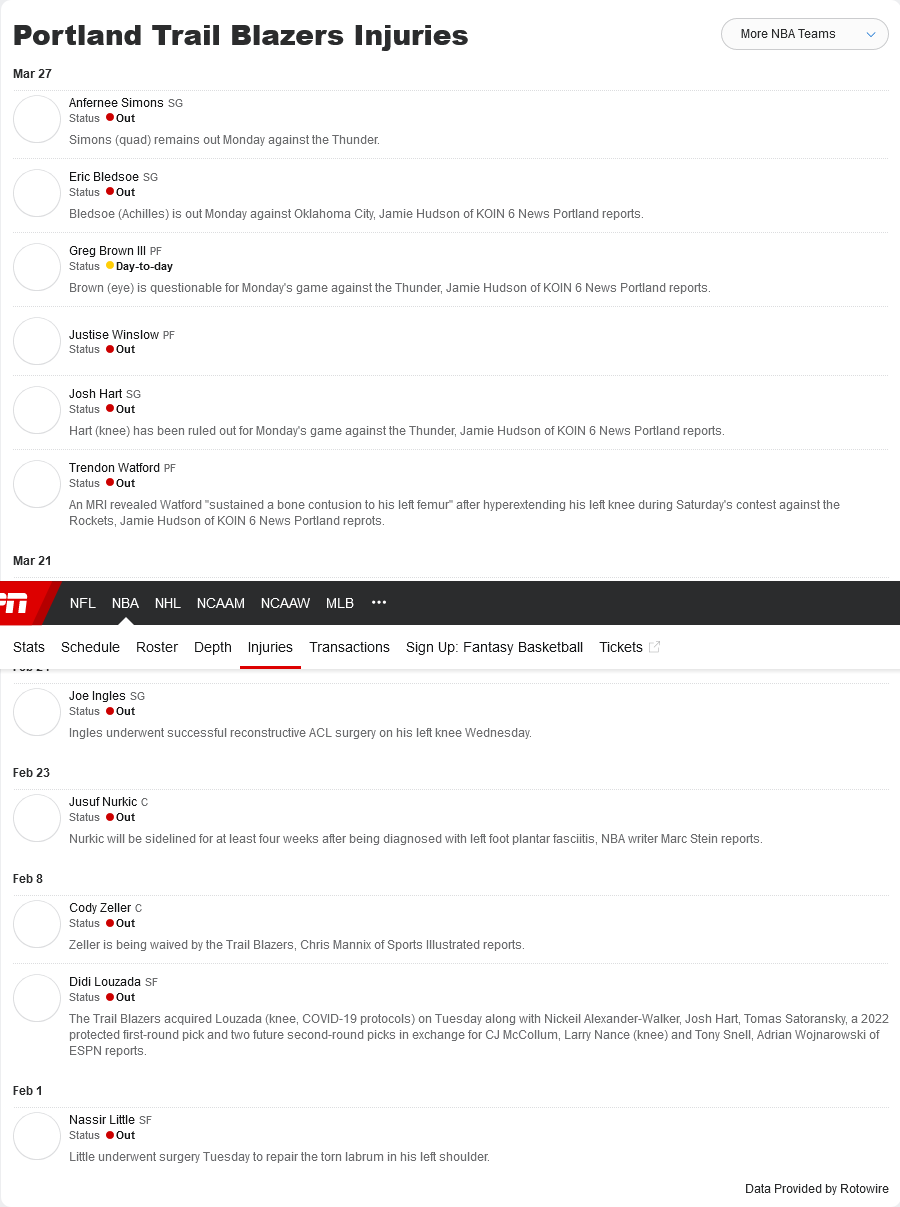 Portland Trail Blazers Injuries
More NBA Teams
Mar 27
Anfernee Simons SG
Status Out
Simons (quad) remains out Monday against the Thunder.
Eric Bledsoe SG
Status Out
Bledsoe (Achilles) is out Monday against Oklahoma City, Jamie Hudson of KOIN 6 News Portland reports.
Greg Brown III PF
Status Day-to-day
Brown (eye) is questionable for Monday's game against the Thunder, Jamie Hudson of KOIN 6 News Portland reports.
Justise Winslow PF
Status Out
Josh Hart SG
Status Out
Hart (knee) has been ruled out for Monday's game against the Thunder, Jamie Hudson of KOIN 6 News Portland reports.
Trendon Watford PF
Status Out
An MRI revealed Watford "sustained a bone contusion to his left femur" after hyperextending his left knee during Saturday's contest against the
Rockets, Jamie Hudson of KOIN 6 News Portland reprots.
Mar 21
NFL NBA NHL NCAAM NCAAW MLB •••
Stats Schedule Roster Depth Injuries Transactions Sign Up: Fantasy Basketball Tickets
Joe Ingles SG
Status Out
Ingles underwent successful reconstructive ACL surgery on his left knee Wednesday.
Feb 23
Jusuf Nurkic C
Status Out
Nurkic will be sidelined for at least four weeks after being diagnosed with left foot plantar fasciitis, NBA writer Marc Stein reports.
Feb 8
Cody Zeller C
Status Out
Zeller is being waived by the Trail Blazers, Chris Mannix of Sports Illustrated reports.
Didi Louzada SF
Status Out
The Trail Blazers acquired Louzada (knee, COVID-19 protocols) on Tuesday along with Nickeil Alexander-Walker, Josh Hart, Tomas Satoransky, a 2022
protected first-round pick and two future second-round picks in exchange for CJ McCollum, Larry Nance (knee) and Tony Snell, Adrian Wojnarowski of
ESPN reports.
Feb 1
Nassir Little SF
Status Out
Little underwent surgery Tuesday to repair the torn labrum in his left shoulder.
Data Provided by Rotowire